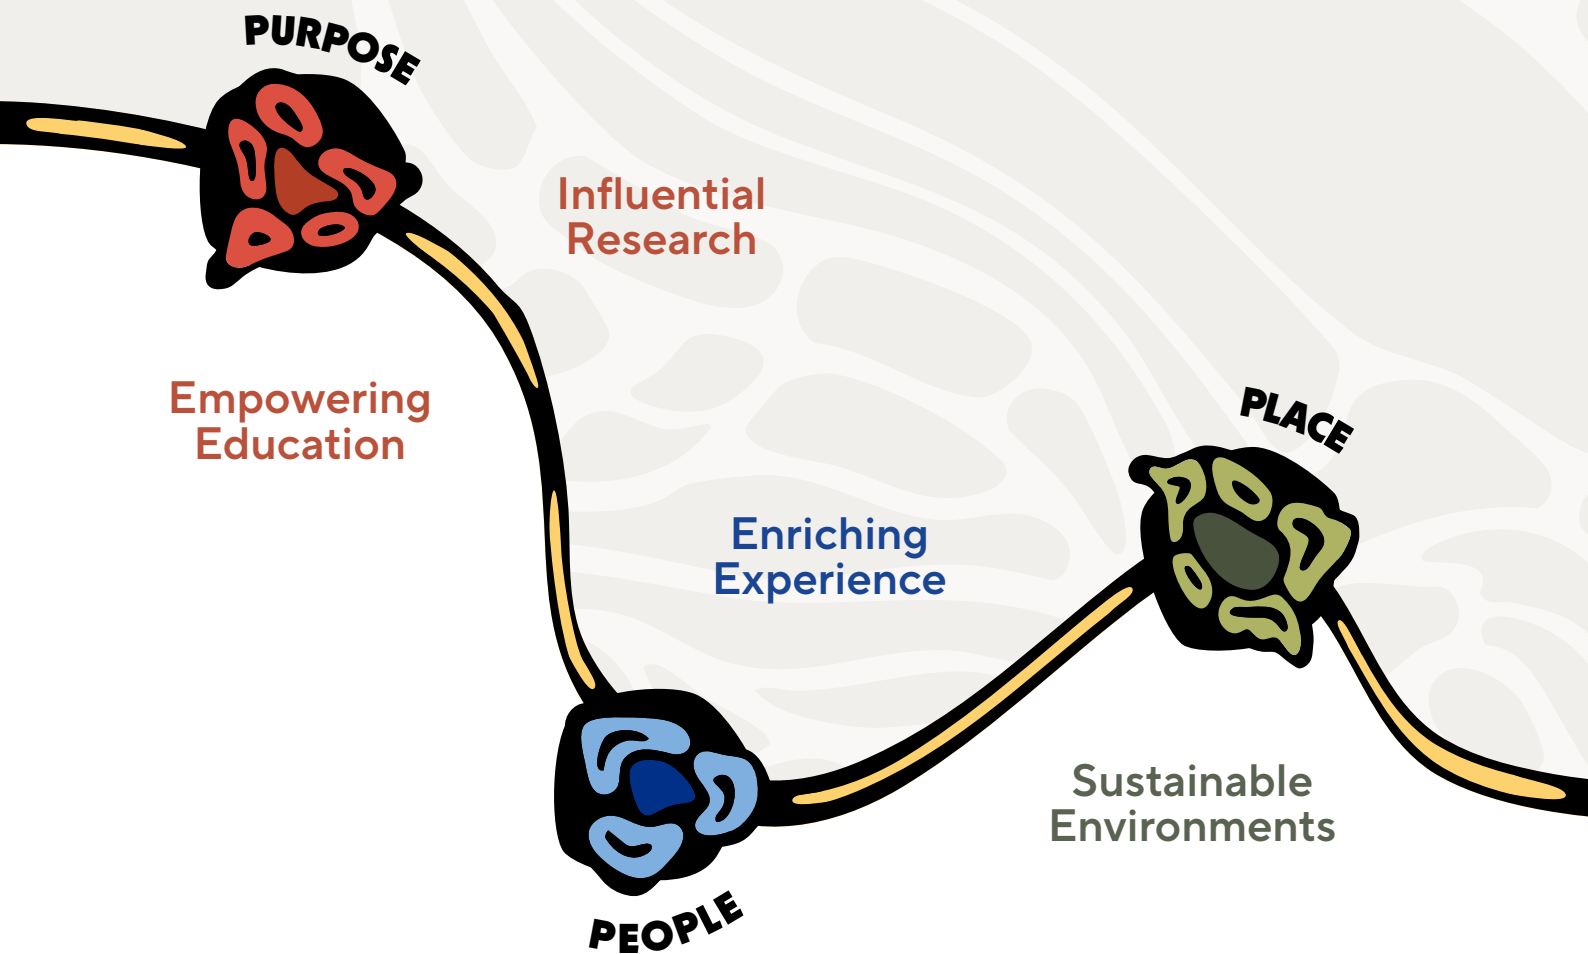 PURPOSE
Influential
Research
Empowering
Education
PLACE
Enriching
Experience
Sustainable
Environments
PEOPLE